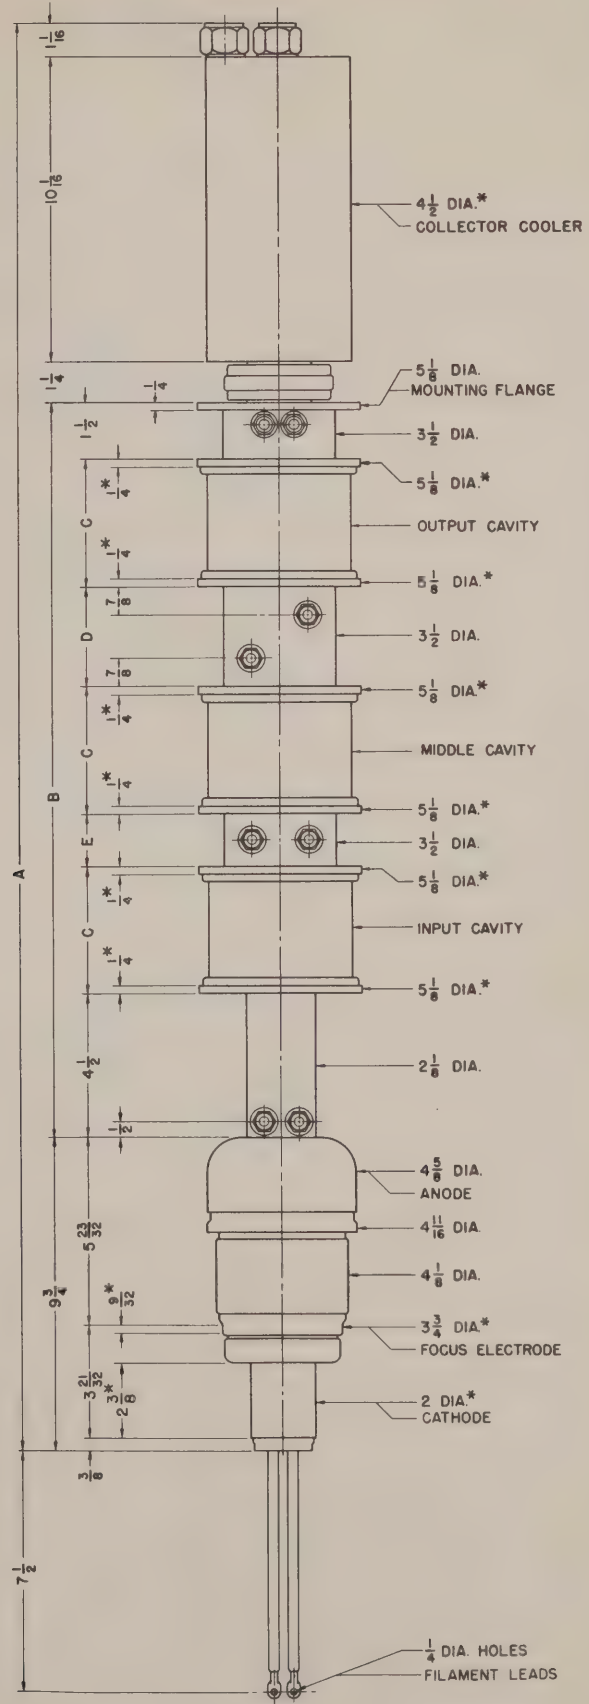 1 1/16
10 1/16
4 1/2 DIA.*
COLLECTOR COOLER
1 1/4
1/4
5 1/8 DIA.
MOUNTING FLANGE
1 1/2
3 1/2 DIA.
1/4*
5 1/8 DIA.*
C
OUTPUT CAVITY
1/4*
5 1/8 DIA.*
7/8
D
3 1/2 DIA.
7/8
5 1/8 DIA.*
1/4*
C
MIDDLE CAVITY
B
1/4*
5 1/8 DIA.*
E
3 1/2 DIA.
A
5 1/8 DIA.*
1/4*
C
INPUT CAVITY
1/4*
5 1/8 DIA.*
4 1/2
2 1/8 DIA.
1/2
4 5/8 DIA.
ANODE
4 11/16 DIA.
5 23/32
4 1/8 DIA.
9 3/4
9/32*
3 3/4 DIA.*
FOCUS ELECTRODE
3 21/32
2 3/8*
2 DIA.*
CATHODE
3/8
7 1/2
1/4 DIA. HOLES
FILAMENT LEADS